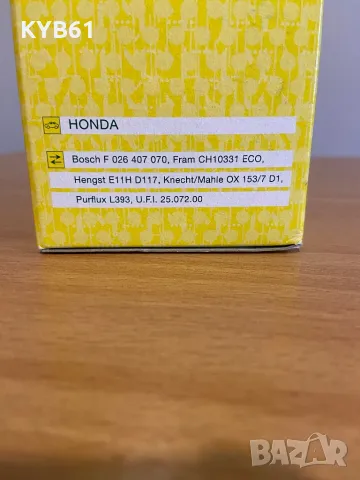 KYB61
HONDA
Bosch F 026 407 070, Fram CH10331 ECO,
Hengst E11H D117, Knecht/Mahle OX 153/7 D1,
Purflux L393, U.F.I. 25.072.00
BAZAR
bazar.bg